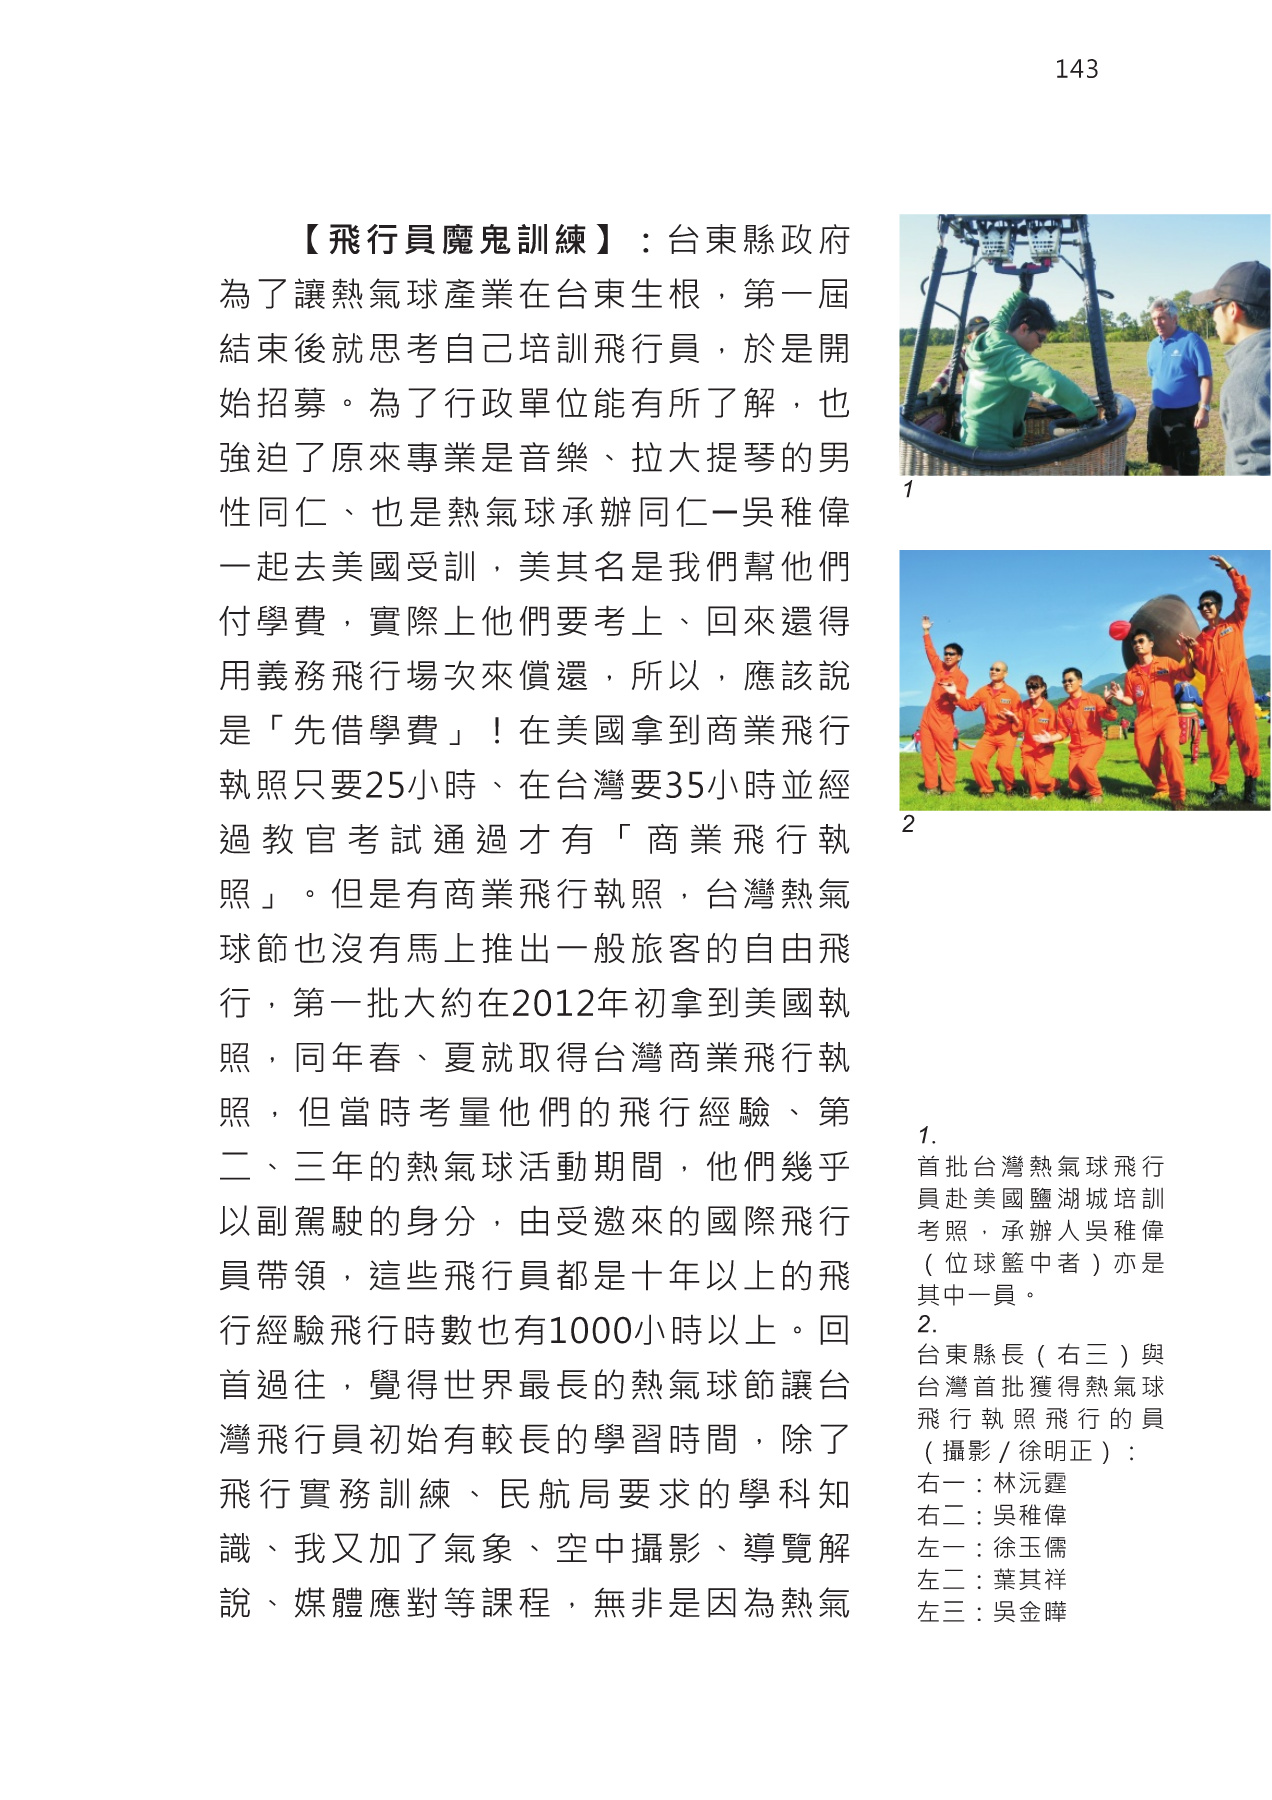 143
【飛行員魔鬼訓練】：台東縣政府
為了讓熱氣球產業在台東生根，第一屆
結束後就思考自己培訓飛行員，於是開
始招募。為了行政單位能有所了解，也
強迫了原來專業是音樂、拉大提琴的男
性同仁、也是熱氣球承辦同仁─吳稚偉
一起去美國受訓，美其名是我們幫他們
付學費，實際上他們要考上、回來還得
用義務飛行場次來償還，所以，應該說
是「先借學費」！在美國拿到商業飛行
執照只要25小時、在台灣要35小時並經
過教官考試通過才有「商業飛行執
照」。但是有商業飛行執照，台灣熱氣
球節也沒有馬上推出一般旅客的自由飛
行，第一批大約在2012年初拿到美國執
照，同年春、夏就取得台灣商業飛行執
照，但當時考量他們的飛行經驗、第
二、三年的熱氣球活動期間，他們幾乎
以副駕駛的身分，由受邀來的國際飛行
員帶領，這些飛行員都是十年以上的飛
行經驗飛行時數也有1000小時以上。回
首過往，覺得世界最長的熱氣球節讓台
灣飛行員初始有較長的學習時間，除了
飛行實務訓練、民航局要求的學科知
識、我又加了氣象、空中攝影、導覽解
說、媒體應對等課程，無非是因為熱氣
1
2
1.
首批台灣熱氣球飛行
員赴美國鹽湖城培訓
考照，承辦人吳稚偉
（位球籃中者）亦是
其中一員。
2.
台東縣長（右三）與
台灣首批獲得熱氣球
飛行執照飛行的員
（攝影／徐明正）：
右一：林沅霆
右二：吳稚偉
左一：徐玉儒
左二：葉其祥
左三：吳金曄